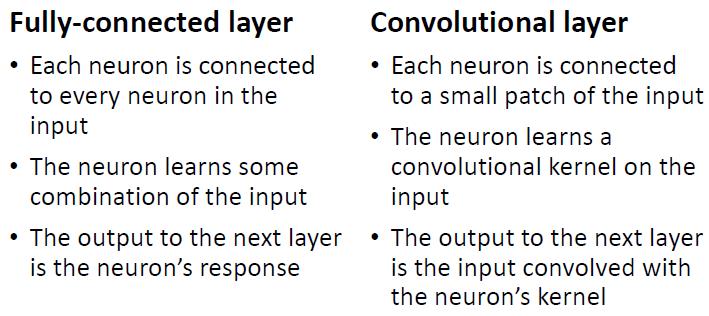 Fully-connected layer
• Each neuron is connected
to every neuron in the
input
• The neuron learns some
combination of the input
• The output to the next layer
is the neuron’s response
Convolutional layer
• Each neuron is connected
to a small patch of the input
• The neuron learns a
convolutional kernel on the
input
• The output to the next layer
is the input convolved with
the neuron’s kernel